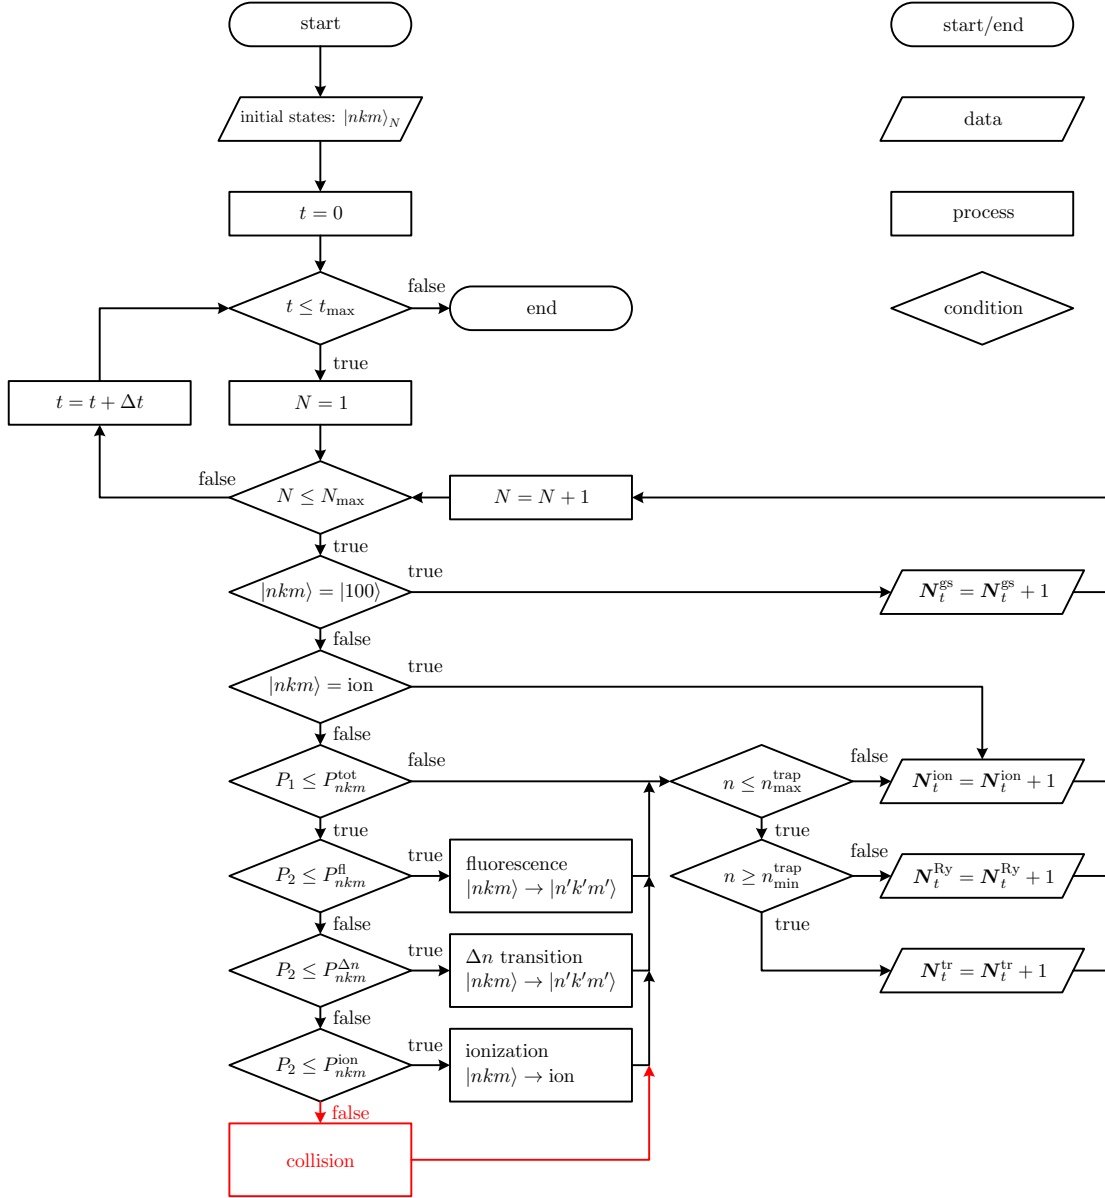 start
start/end
initial states: |nkm⟩_N
data
t = 0
process
t ≤ t_max
false
end
condition
true
t = t + Δt
N = 1
false
N ≤ N_max
N = N + 1
true
|nkm⟩ = |100⟩
true
N_t^gs = N_t^gs + 1
false
|nkm⟩ = ion
true
false
P_1 ≤ P_nkm^tot
false
n ≤ n_max^trap
false
N_t^ion = N_t^ion + 1
true
true
P_2 ≤ P_nkm^fl
true
fluorescence
|nkm⟩ → |n′k′m′⟩
n ≥ n_min^trap
false
N_t^Ry = N_t^Ry + 1
false
true
P_2 ≤ P_nkm^Δn
true
Δn transition
|nkm⟩ → |n′k′m′⟩
N_t^tr = N_t^tr + 1
false
P_2 ≤ P_nkm^ion
true
ionization
|nkm⟩ → ion
false
collision